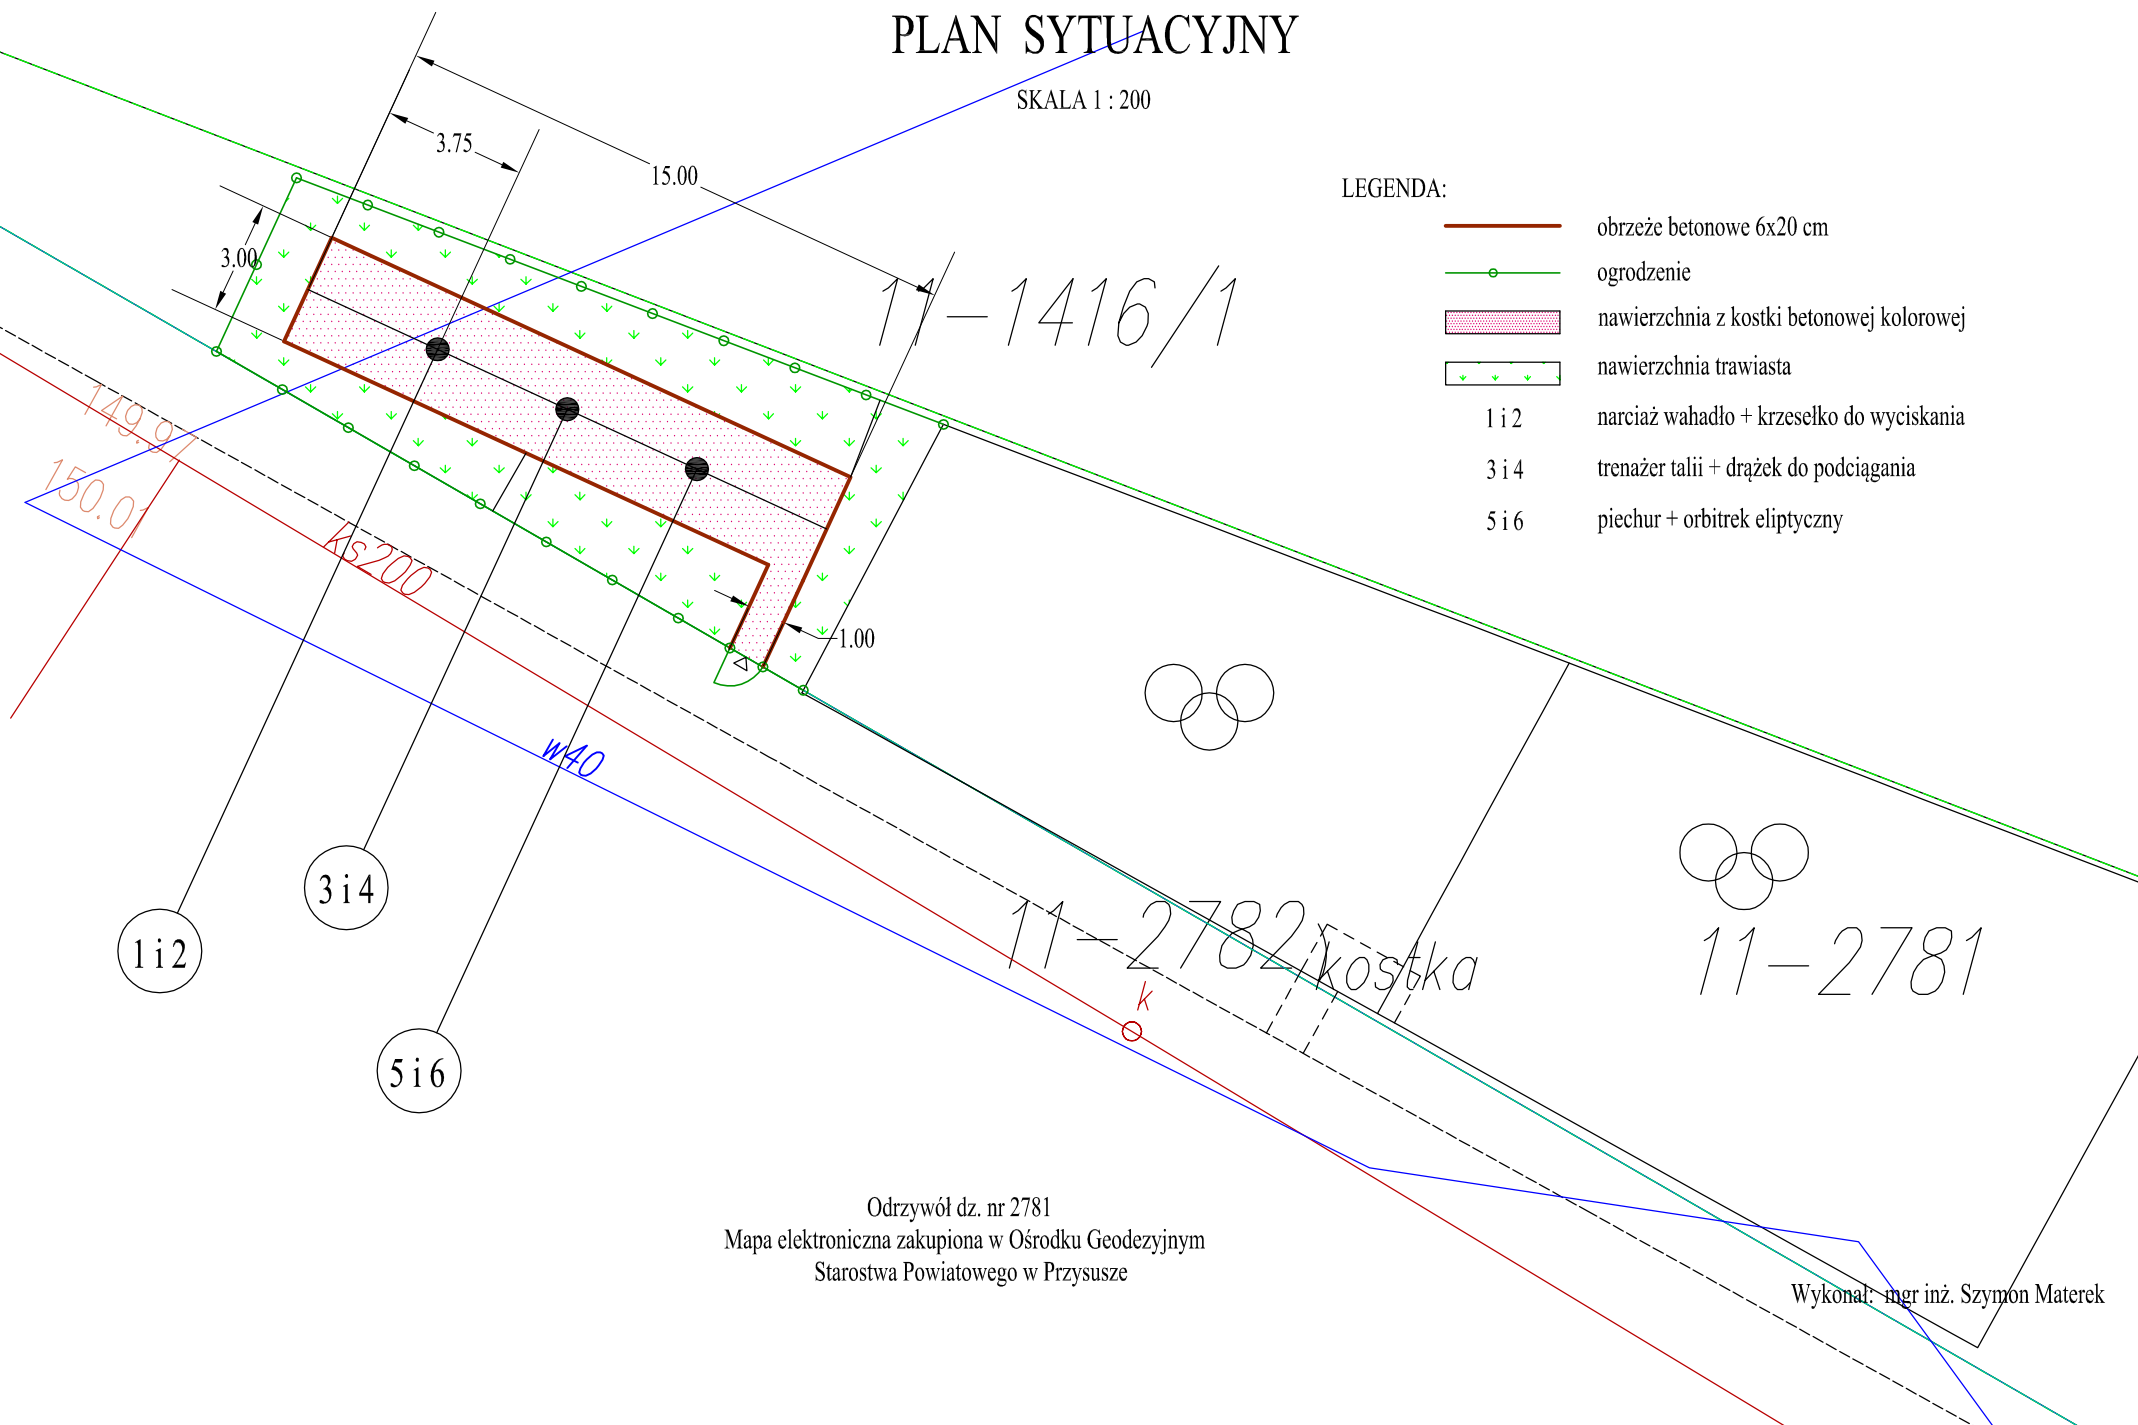 PLAN SYTUACYJNY
SKALA 1 : 200
3.75
15.00
3.00
1.00
11-1416/1
LEGENDA:
obrzeże betonowe 6x20 cm
ogrodzenie
nawierzchnia z kostki betonowej kolorowej
nawierzchnia trawiasta
1 i 2 narciaż wahadło + krzesełko do wyciskania
3 i 4 trenażer talii + drążek do podciągania
5 i 6 piechur + orbitrek eliptyczny
149.97
150.01
ks200
w40
3 i 4
1 i 2
5 i 6
11-2782
kostka
11-2781
k
Odrzywół dz. nr 2781
Mapa elektroniczna zakupiona w Ośrodku Geodezyjnym
Starostwa Powiatowego w Przysusze
Wykonał: mgr inż. Szymon Materek